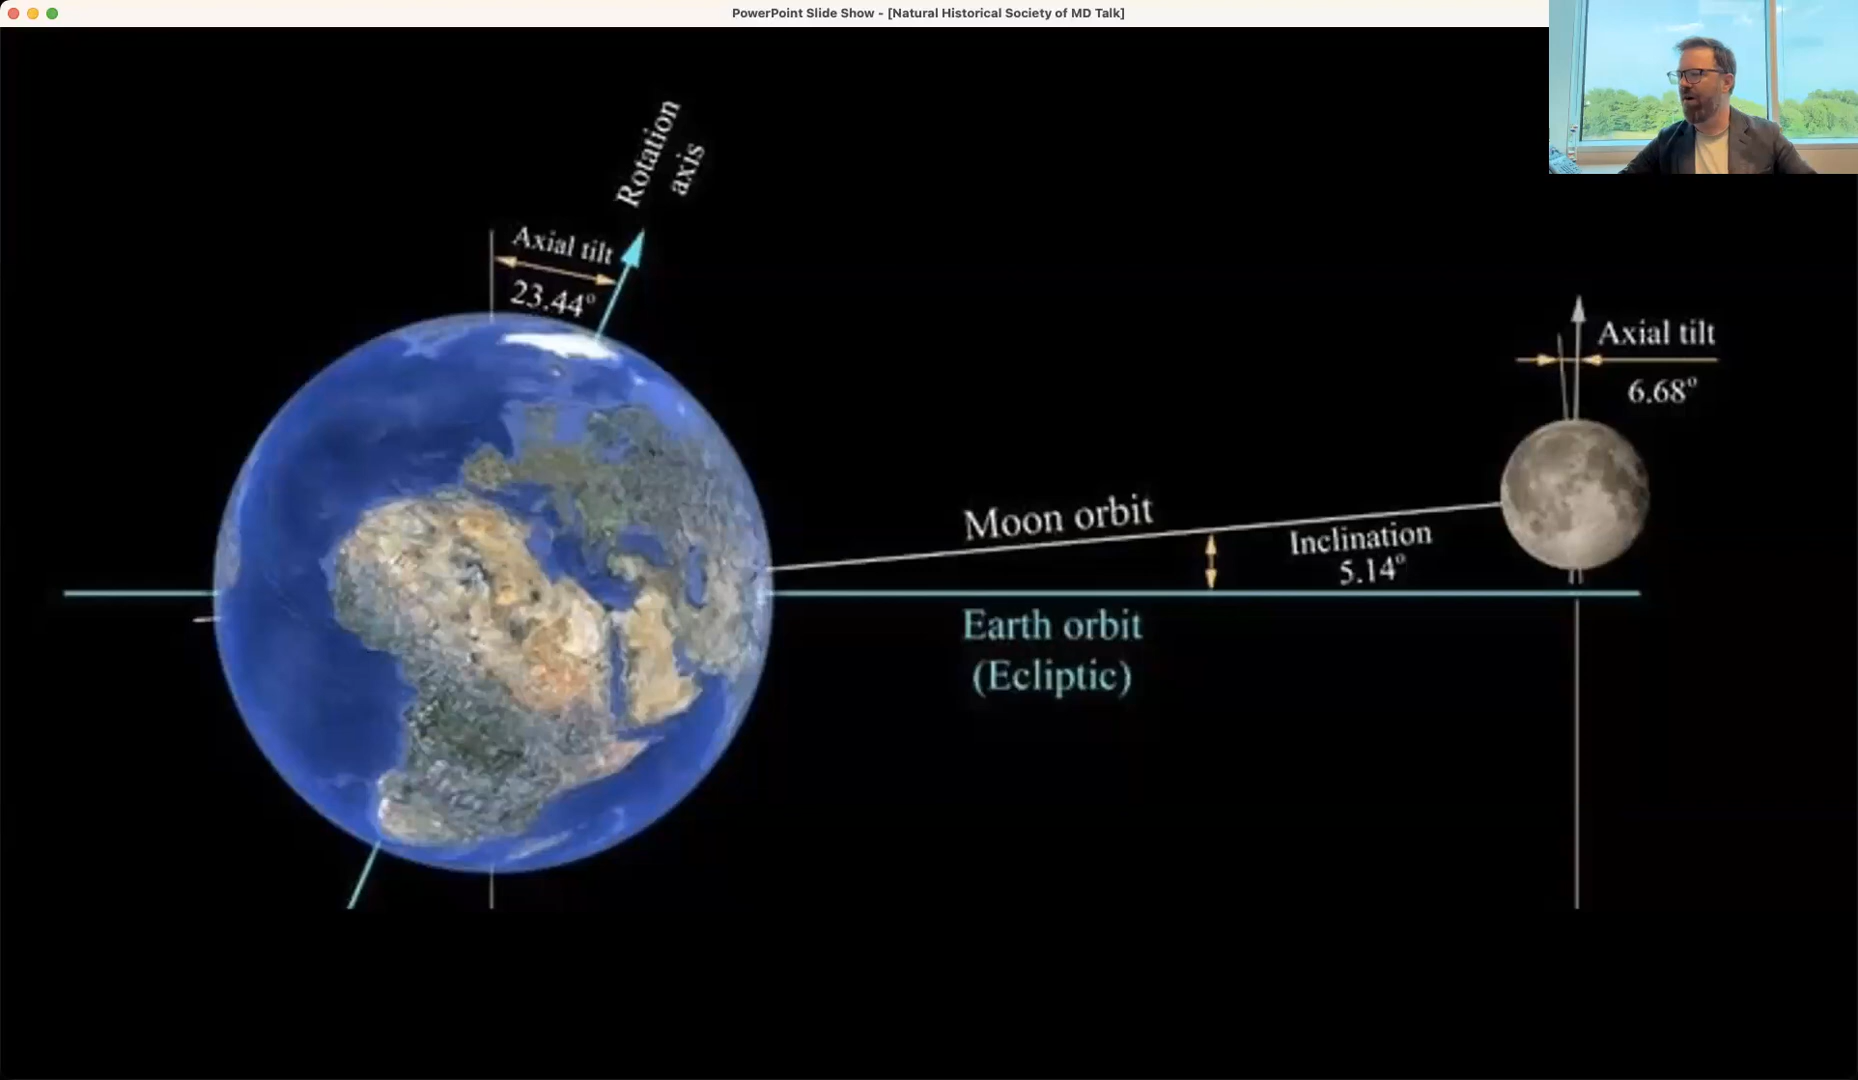 PowerPoint Slide Show - [Natural Historical Society of MD Talk]
Rotation
axis
Axial tilt
23.44°
Axial tilt
6.68°
Moon orbit
Inclination
5.14°
Earth orbit
(Ecliptic)